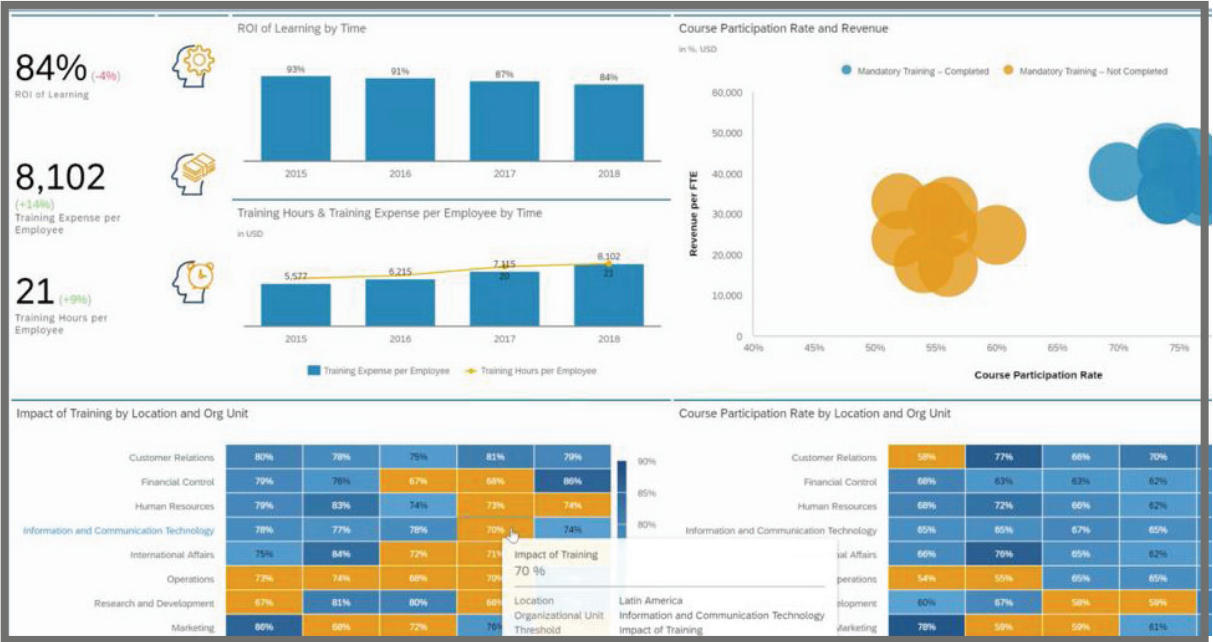 84% (-4%)
ROI of Learning
8,102
(+14%)
Training Expense per
Employee
21 (+9%)
Training Hours per
Employee
ROI of Learning by Time
93% 91% 87% 84%
2015 2016 2017 2018
Training Hours & Training Expense per Employee by Time
in USD
5,577 6,215 7,115 8,102
20 21
2015 2016 2017 2018
Training Expense per Employee Training Hours per Employee
Course Participation Rate and Revenue
in %, USD
Mandatory Training – Completed Mandatory Training – Not Completed
Revenue per FTE
60,000
50,000
40,000
30,000
20,000
10,000
0
40% 45% 50% 55% 60% 65% 70% 75%
Course Participation Rate
Impact of Training by Location and Org Unit
Customer Relations 80% 78% 75% 81% 79%
Financial Control 79% 76% 67% 68% 86%
Human Resources 79% 83% 74% 73% 74%
Information and Communication Technology 78% 77% 78% 70% 74%
International Affairs 75% 84% 72% 71%
Operations 73% 74% 68% 70%
Research and Development 67% 81% 80%
Marketing 86% 68% 72% 76%
90%
85%
80%
Impact of Training
70 %
Location Latin America
Organizational Unit Information and Communication Technology
Threshold Impact of Training
Course Participation Rate by Location and Org Unit
Customer Relations 58% 77% 66% 70%
Financial Control 68% 63% 63% 62%
Human Resources 68% 72% 66% 62%
Information and Communication Technology 65% 65% 67% 65%
Affairs 66% 76% 65% 62%
perations 54% 55% 65% 65%
elopment 60% 67% 58% 59%
Marketing 78% 59% 59% 61%